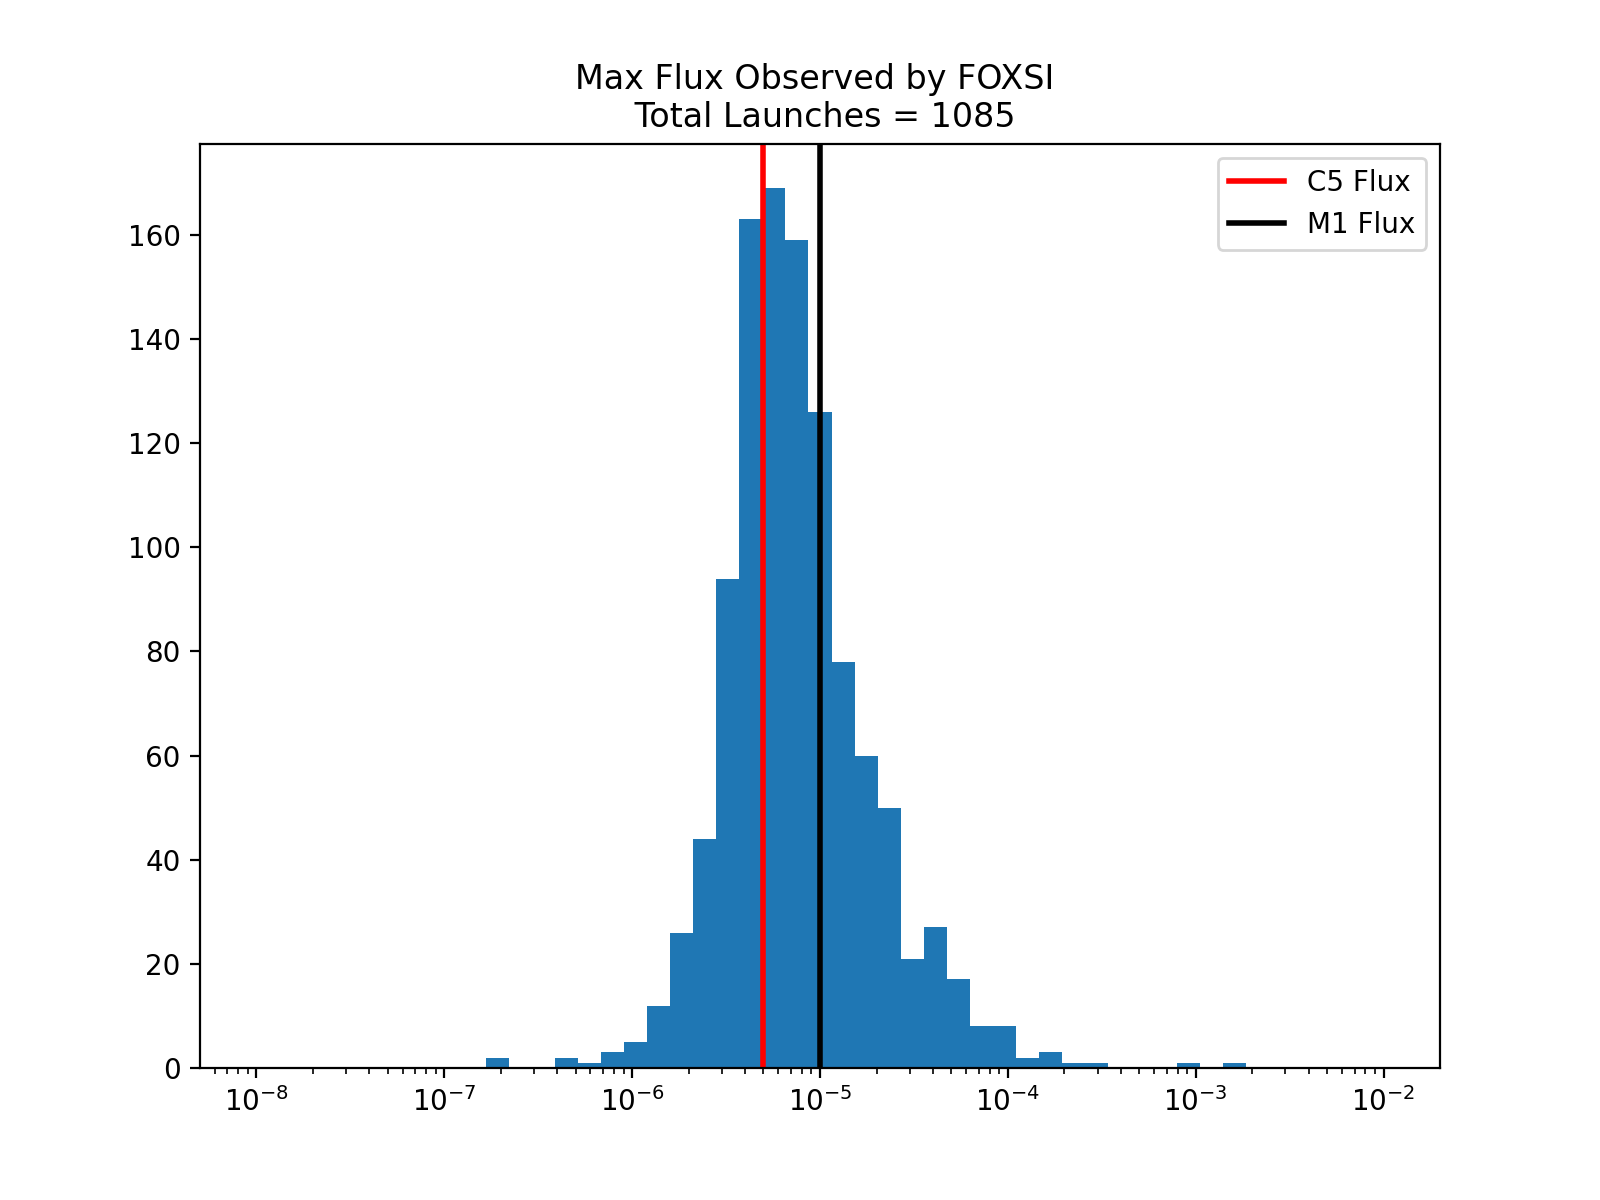 Max Flux Observed by FOXSI
Total Launches = 1085
C5 Flux
M1 Flux
160
140
120
100
80
60
40
20
0
10⁻⁸ 10⁻⁷ 10⁻⁶ 10⁻⁵ 10⁻⁴ 10⁻³ 10⁻²